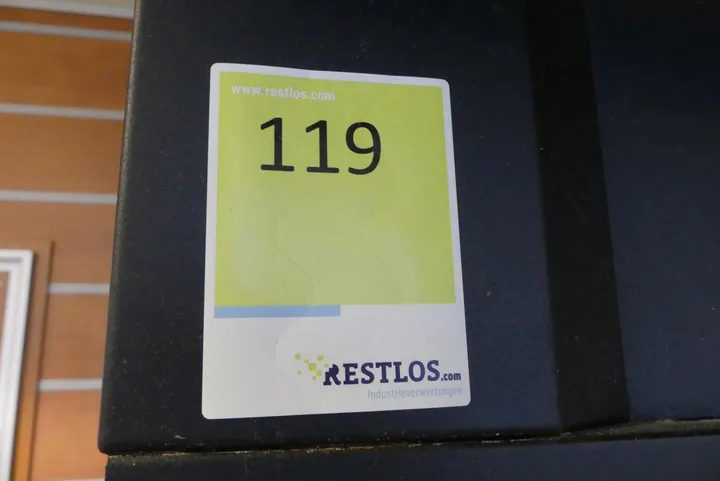 www.restlos.com
119
RESTLOS.com
Industrieverwertungen